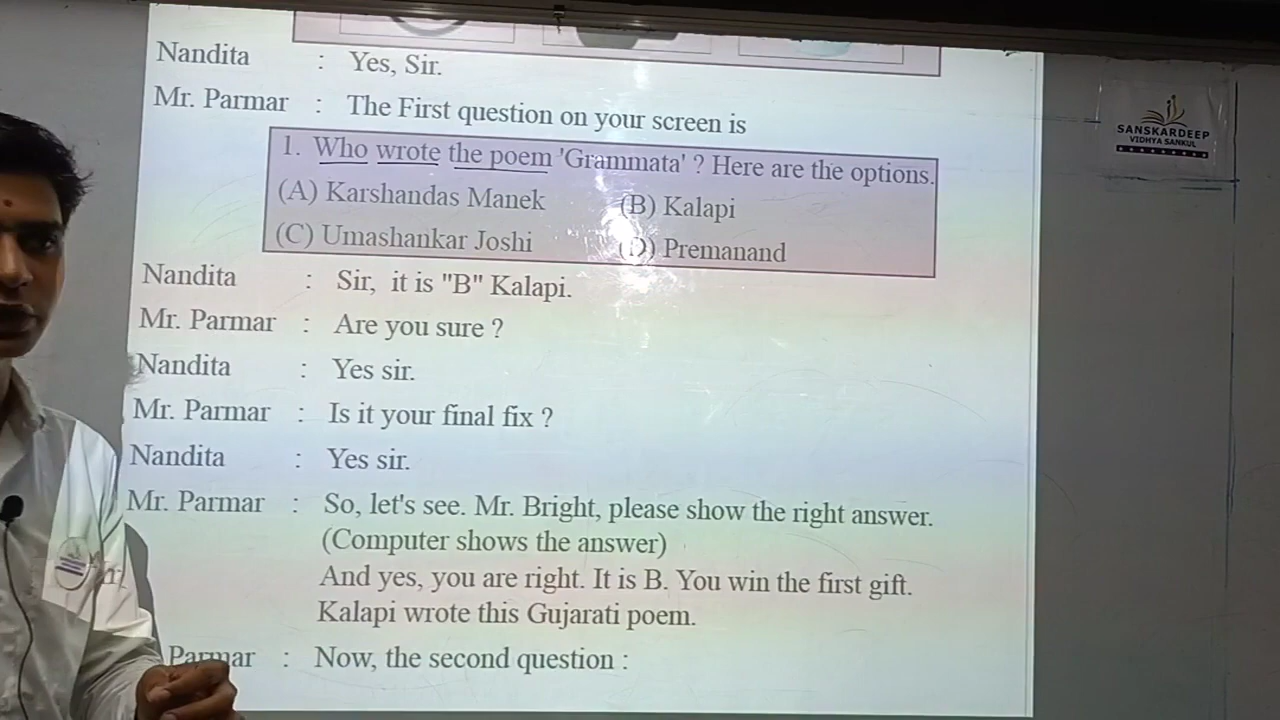 Nandita : Yes, Sir.
Mr. Parmar : The First question on your screen is
1. Who wrote the poem 'Grammata' ? Here are the options.
(A) Karshandas Manek (B) Kalapi
(C) Umashankar Joshi (D) Premanand
Nandita : Sir, it is "B" Kalapi.
Mr. Parmar : Are you sure ?
Nandita : Yes sir.
Mr. Parmar : Is it your final fix ?
Nandita : Yes sir.
Mr. Parmar : So, let's see. Mr. Bright, please show the right answer.
(Computer shows the answer)
And yes, you are right. It is B. You win the first gift.
Kalapi wrote this Gujarati poem.
Parmar : Now, the second question :
SANSKARDEEP
VIDHYA SANKUL